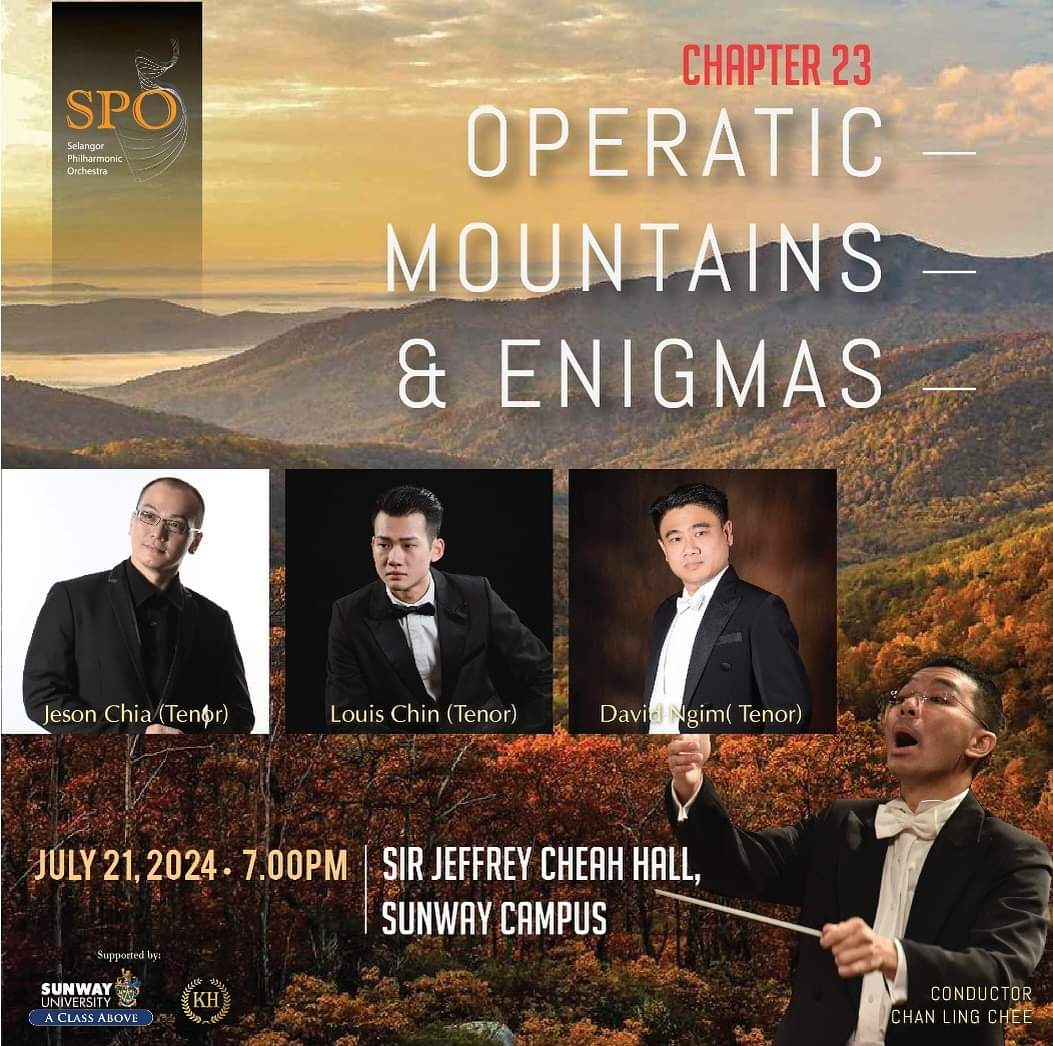 SPO
Selangor
Philharmonic
Orchestra
CHAPTER 23
OPERATIC
MOUNTAINS
& ENIGMAS
Jeson Chia (Tenor)
Louis Chin (Tenor)
David Ngim( Tenor)
JULY 21, 2024 • 7.00PM
SIR JEFFREY CHEAH HALL,
SUNWAY CAMPUS
Supported by:
SUNWAY
UNIVERSITY
A CLASS ABOVE
KH
CONDUCTOR
CHAN LING CHEE